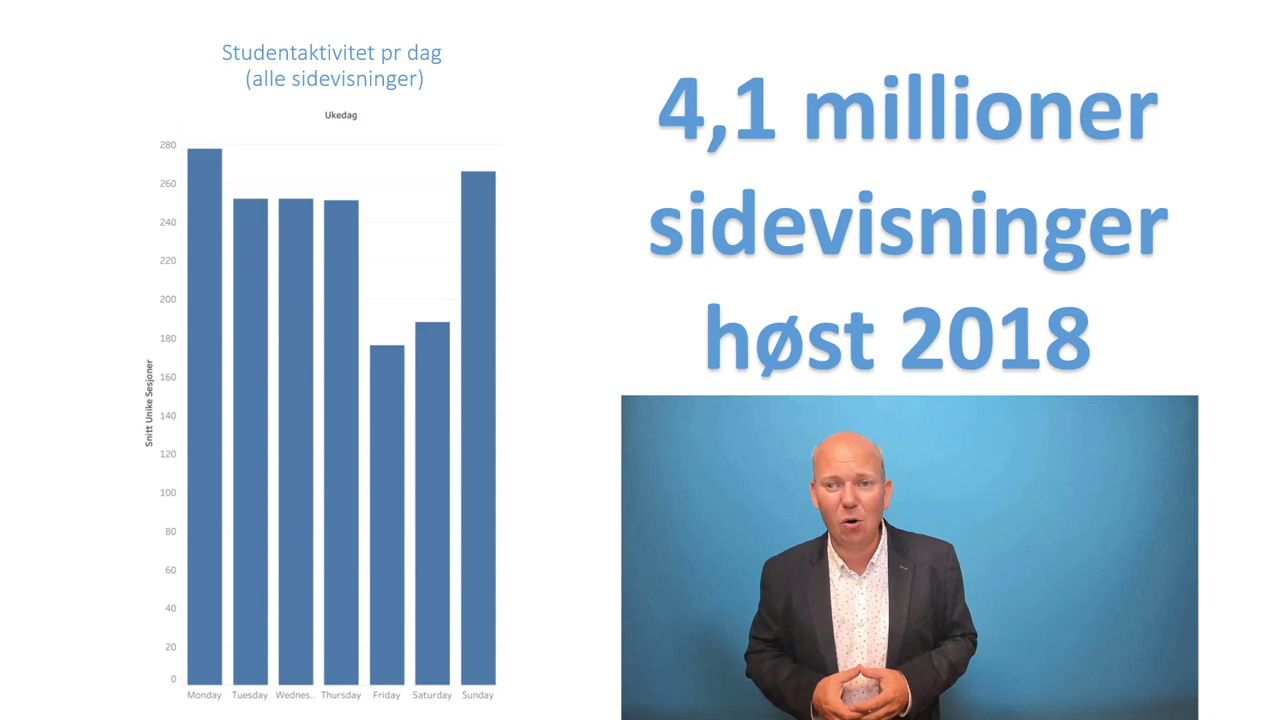 Studentaktivitet pr dag
(alle sidevisninger)
Ukedag
280
260
240
220
200
180
160
140
120
100
80
60
40
20
0
Snitt Unike Sesjoner
Monday Tuesday Wednes.. Thursday Friday Saturday Sunday
4,1 millioner
sidevisninger
høst 2018